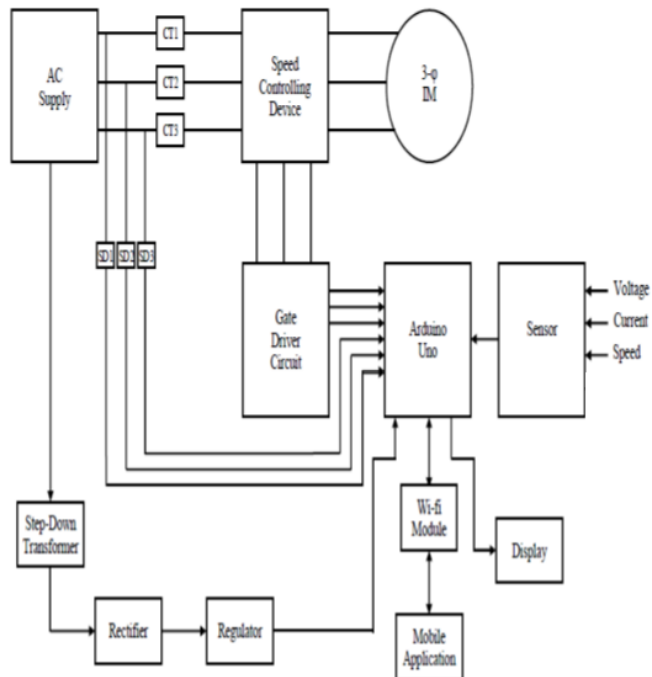 AC
Supply
CT1
CT2
CT3
Speed
Controlling
Device
3-φ
IM
SD1
SD2
SD3
Gate
Driver
Circuit
Arduino
Uno
Sensor
Voltage
Current
Speed
Step-Down
Transformer
Wi-fi
Module
Display
Rectifier
Regulator
Mobile
Application